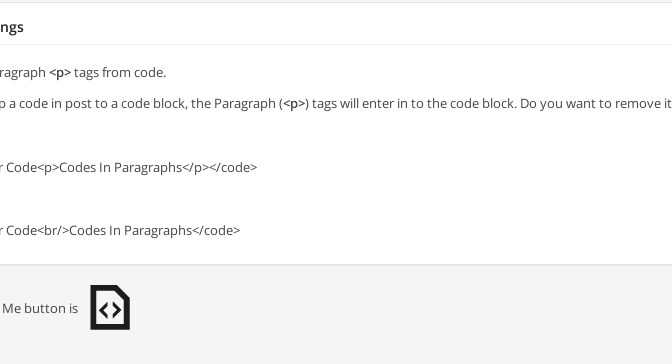 ngs
ragraph <p> tags from code.
p a code in post to a code block, the Paragraph (<p>) tags will enter in to the code block. Do you want to remove it
r Code<p>Codes In Paragraphs</p></code>
r Code<br/>Codes In Paragraphs</code>
Me button is